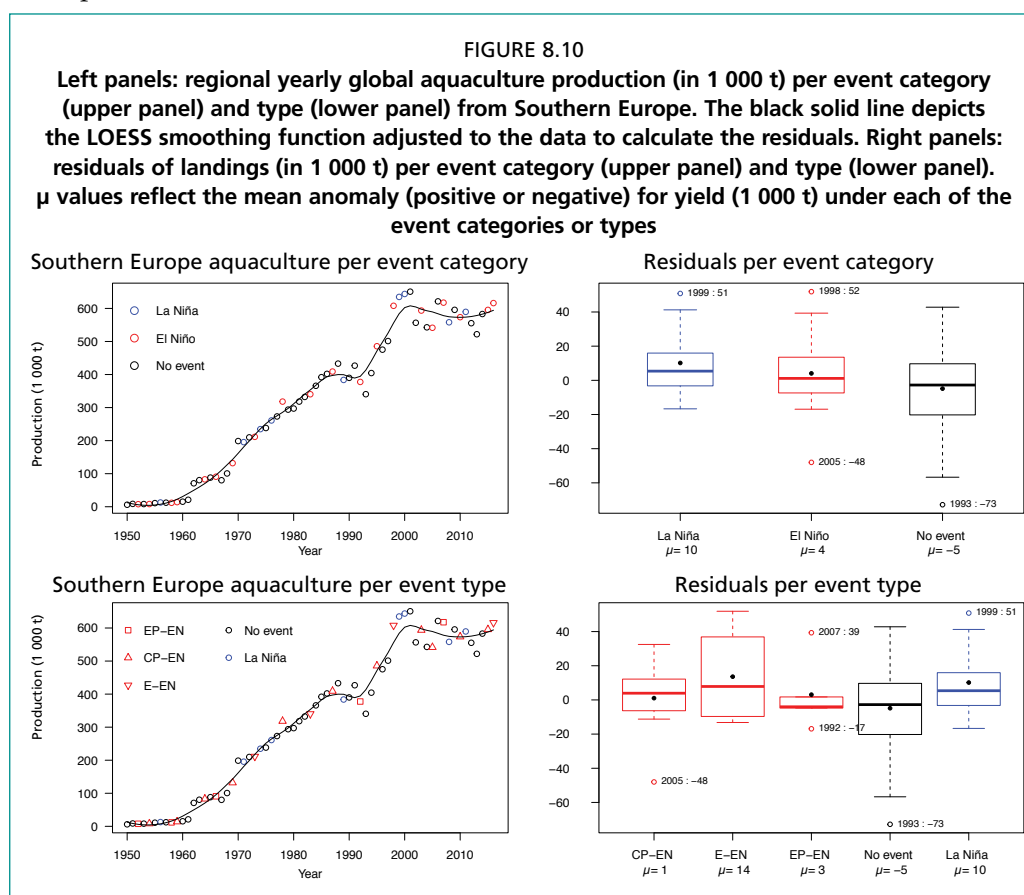 FIGURE 8.10
Left panels: regional yearly global aquaculture production (in 1 000 t) per event category
(upper panel) and type (lower panel) from Southern Europe. The black solid line depicts
the LOESS smoothing function adjusted to the data to calculate the residuals. Right panels:
residuals of landings (in 1 000 t) per event category (upper panel) and type (lower panel).
μ values reflect the mean anomaly (positive or negative) for yield (1 000 t) under each of the
event categories or types
Southern Europe aquaculture per event category
Production (1 000 t)
600
500
400
300
200
100
0
La Niña
El Niño
No event
1950 1960 1970 1980 1990 2000 2010
Year
Residuals per event category
40
20
0
−20
−40
−60
1999 : 51
1998 : 52
2005 : −48
1993 : −73
La Niña El Niño No event
μ= 10 μ= 4 μ= −5
Southern Europe aquaculture per event type
Production (1 000 t)
600
500
400
300
200
100
0
EP−EN No event
CP−EN La Niña
E−EN
1950 1960 1970 1980 1990 2000 2010
Year
Residuals per event type
40
20
0
−20
−40
−60
1999 : 51
2007 : 39
1992 : −17
2005 : −48
1993 : −73
CP−EN E−EN EP−EN No event La Niña
μ= 1 μ= 14 μ= 3 μ= −5 μ= 10